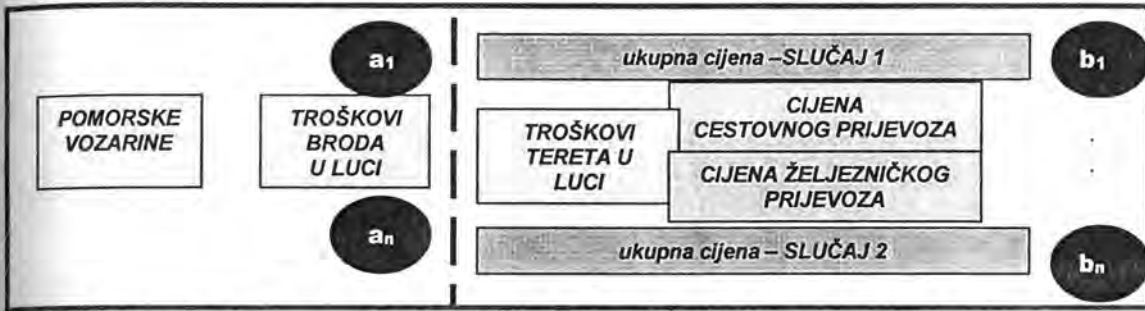 a1
ukupna cijena –SLUČAJ 1
b1
POMORSKE
VOZARINE
TROŠKOVI
BRODA
U LUCI
TROŠKOVI
TERETA U
LUCI
CIJENA
CESTOVNOG PRIJEVOZA
CIJENA ŽELJEZNIČKOG
PRIJEVOZA
an
ukupna cijena – SLUČAJ 2
bn